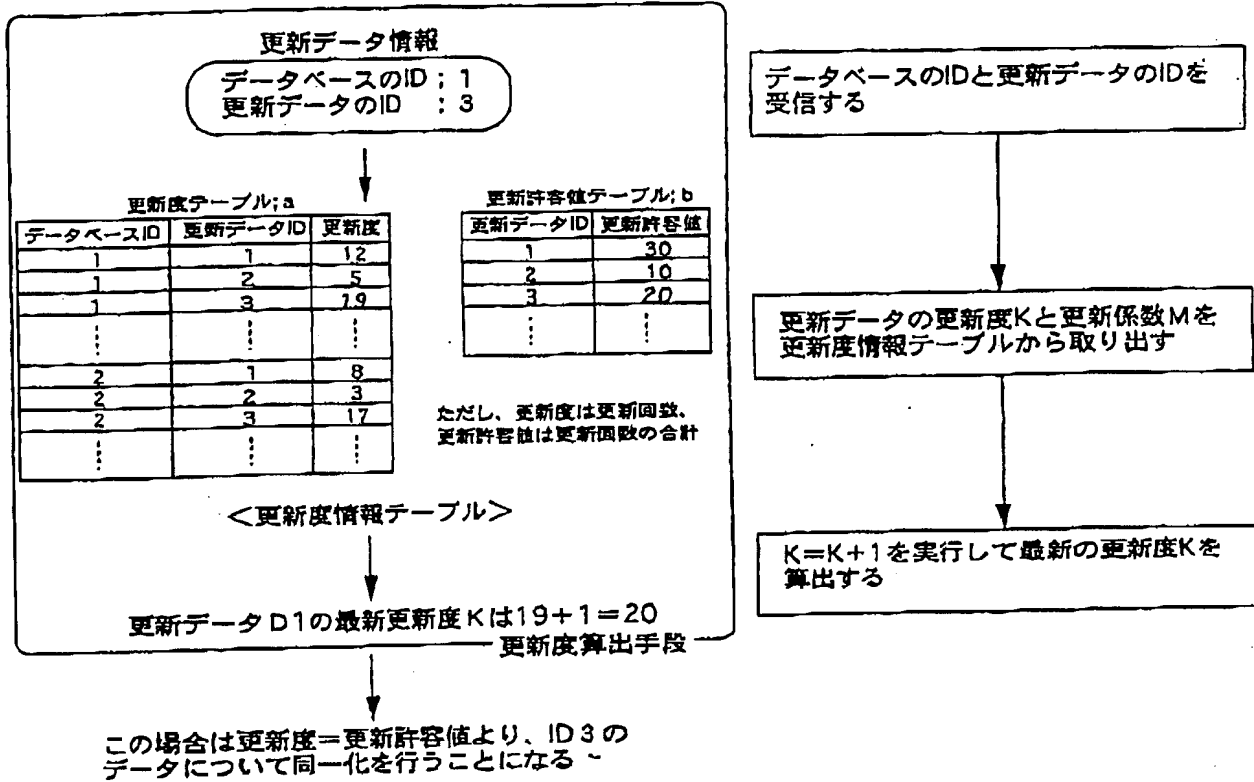 更新データ情報
データベースのID ; 1
更新データのID : 3
更新度テーブル;a
データベースID 更新データID 更新度
1 1 12
1 2 5
1 3 19
2 1 8
2 2 3
2 3 17
更新許容値テーブル;b
更新データID 更新許容値
1 30
2 10
3 20
ただし、更新度は更新回数、
更新許容値は更新回数の合計
＜更新度情報テーブル＞
更新データD1の最新更新度Kは19+1=20
更新度算出手段
この場合は更新度=更新許容値より、ID3の
データについて同一化を行うことになる
データベースのIDと更新データのIDを
受信する
更新データの更新度Kと更新係数Mを
更新度情報テーブルから取り出す
K=K+1を実行して最新の更新度Kを
算出する